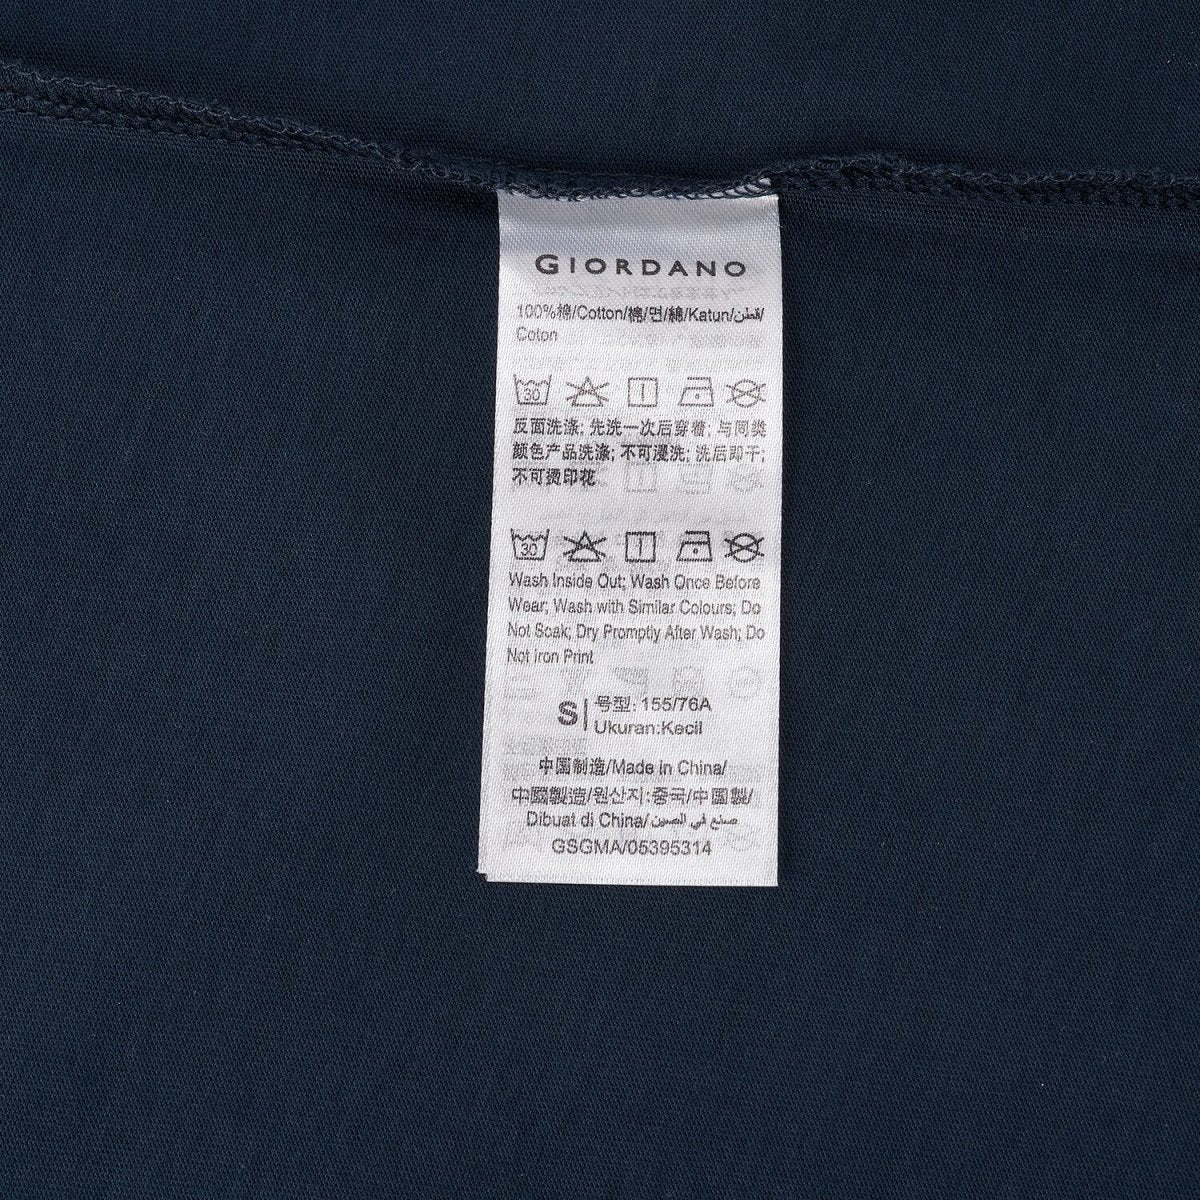 GIORDANO
100%棉/Cotton/棉/면/綿/Katun/قطن/
Coton
30
反面洗涤; 先洗一次后穿着; 与同类
颜色产品洗涤; 不可浸洗; 洗后即干;
不可烫印花
30
Wash Inside Out; Wash Once Before
Wear; Wash with Similar Colours; Do
Not Soak; Dry Promptly After Wash; Do
Not Iron Print
S 号型: 155/76A
Ukuran:Kecil
中国制造/Made in China/
中國製造/원산지:중국/中國製/
Dibuat di China/صنع في الصين
GSGMA/05395314